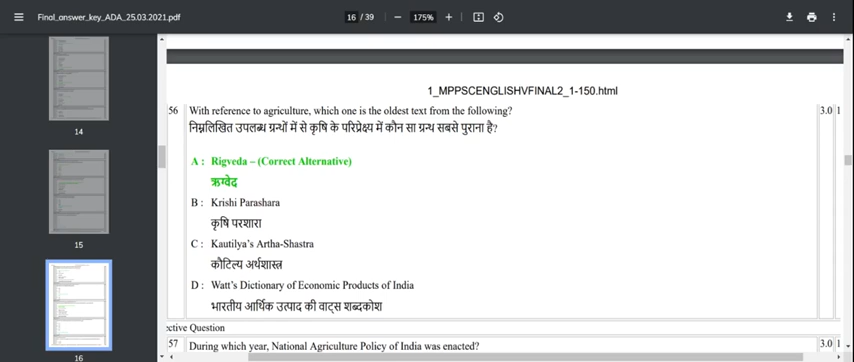 Final_answer_key_ADA_25.03.2021.pdf
16 / 39
175%
1_MPPSCENGLISHVFINAL2_1-150.html
56 With reference to agriculture, which one is the oldest text from the following? 3.0 1
निम्नलिखित उपलब्ध ग्रन्थों में से कृषि के परिप्रेक्ष्य में कौन सा ग्रन्थ सबसे पुराना है?
A : Rigveda – (Correct Alternative)
ऋग्वेद
B : Krishi Parashara
कृषि परशारा
C : Kautilya's Artha-Shastra
कौटिल्य अर्थशास्त्र
D : Watt's Dictionary of Economic Products of India
भारतीय आर्थिक उत्पाद की वाट्स शब्दकोश
ective Question
57 During which year, National Agriculture Policy of India was enacted? 3.0 1
14
15
16